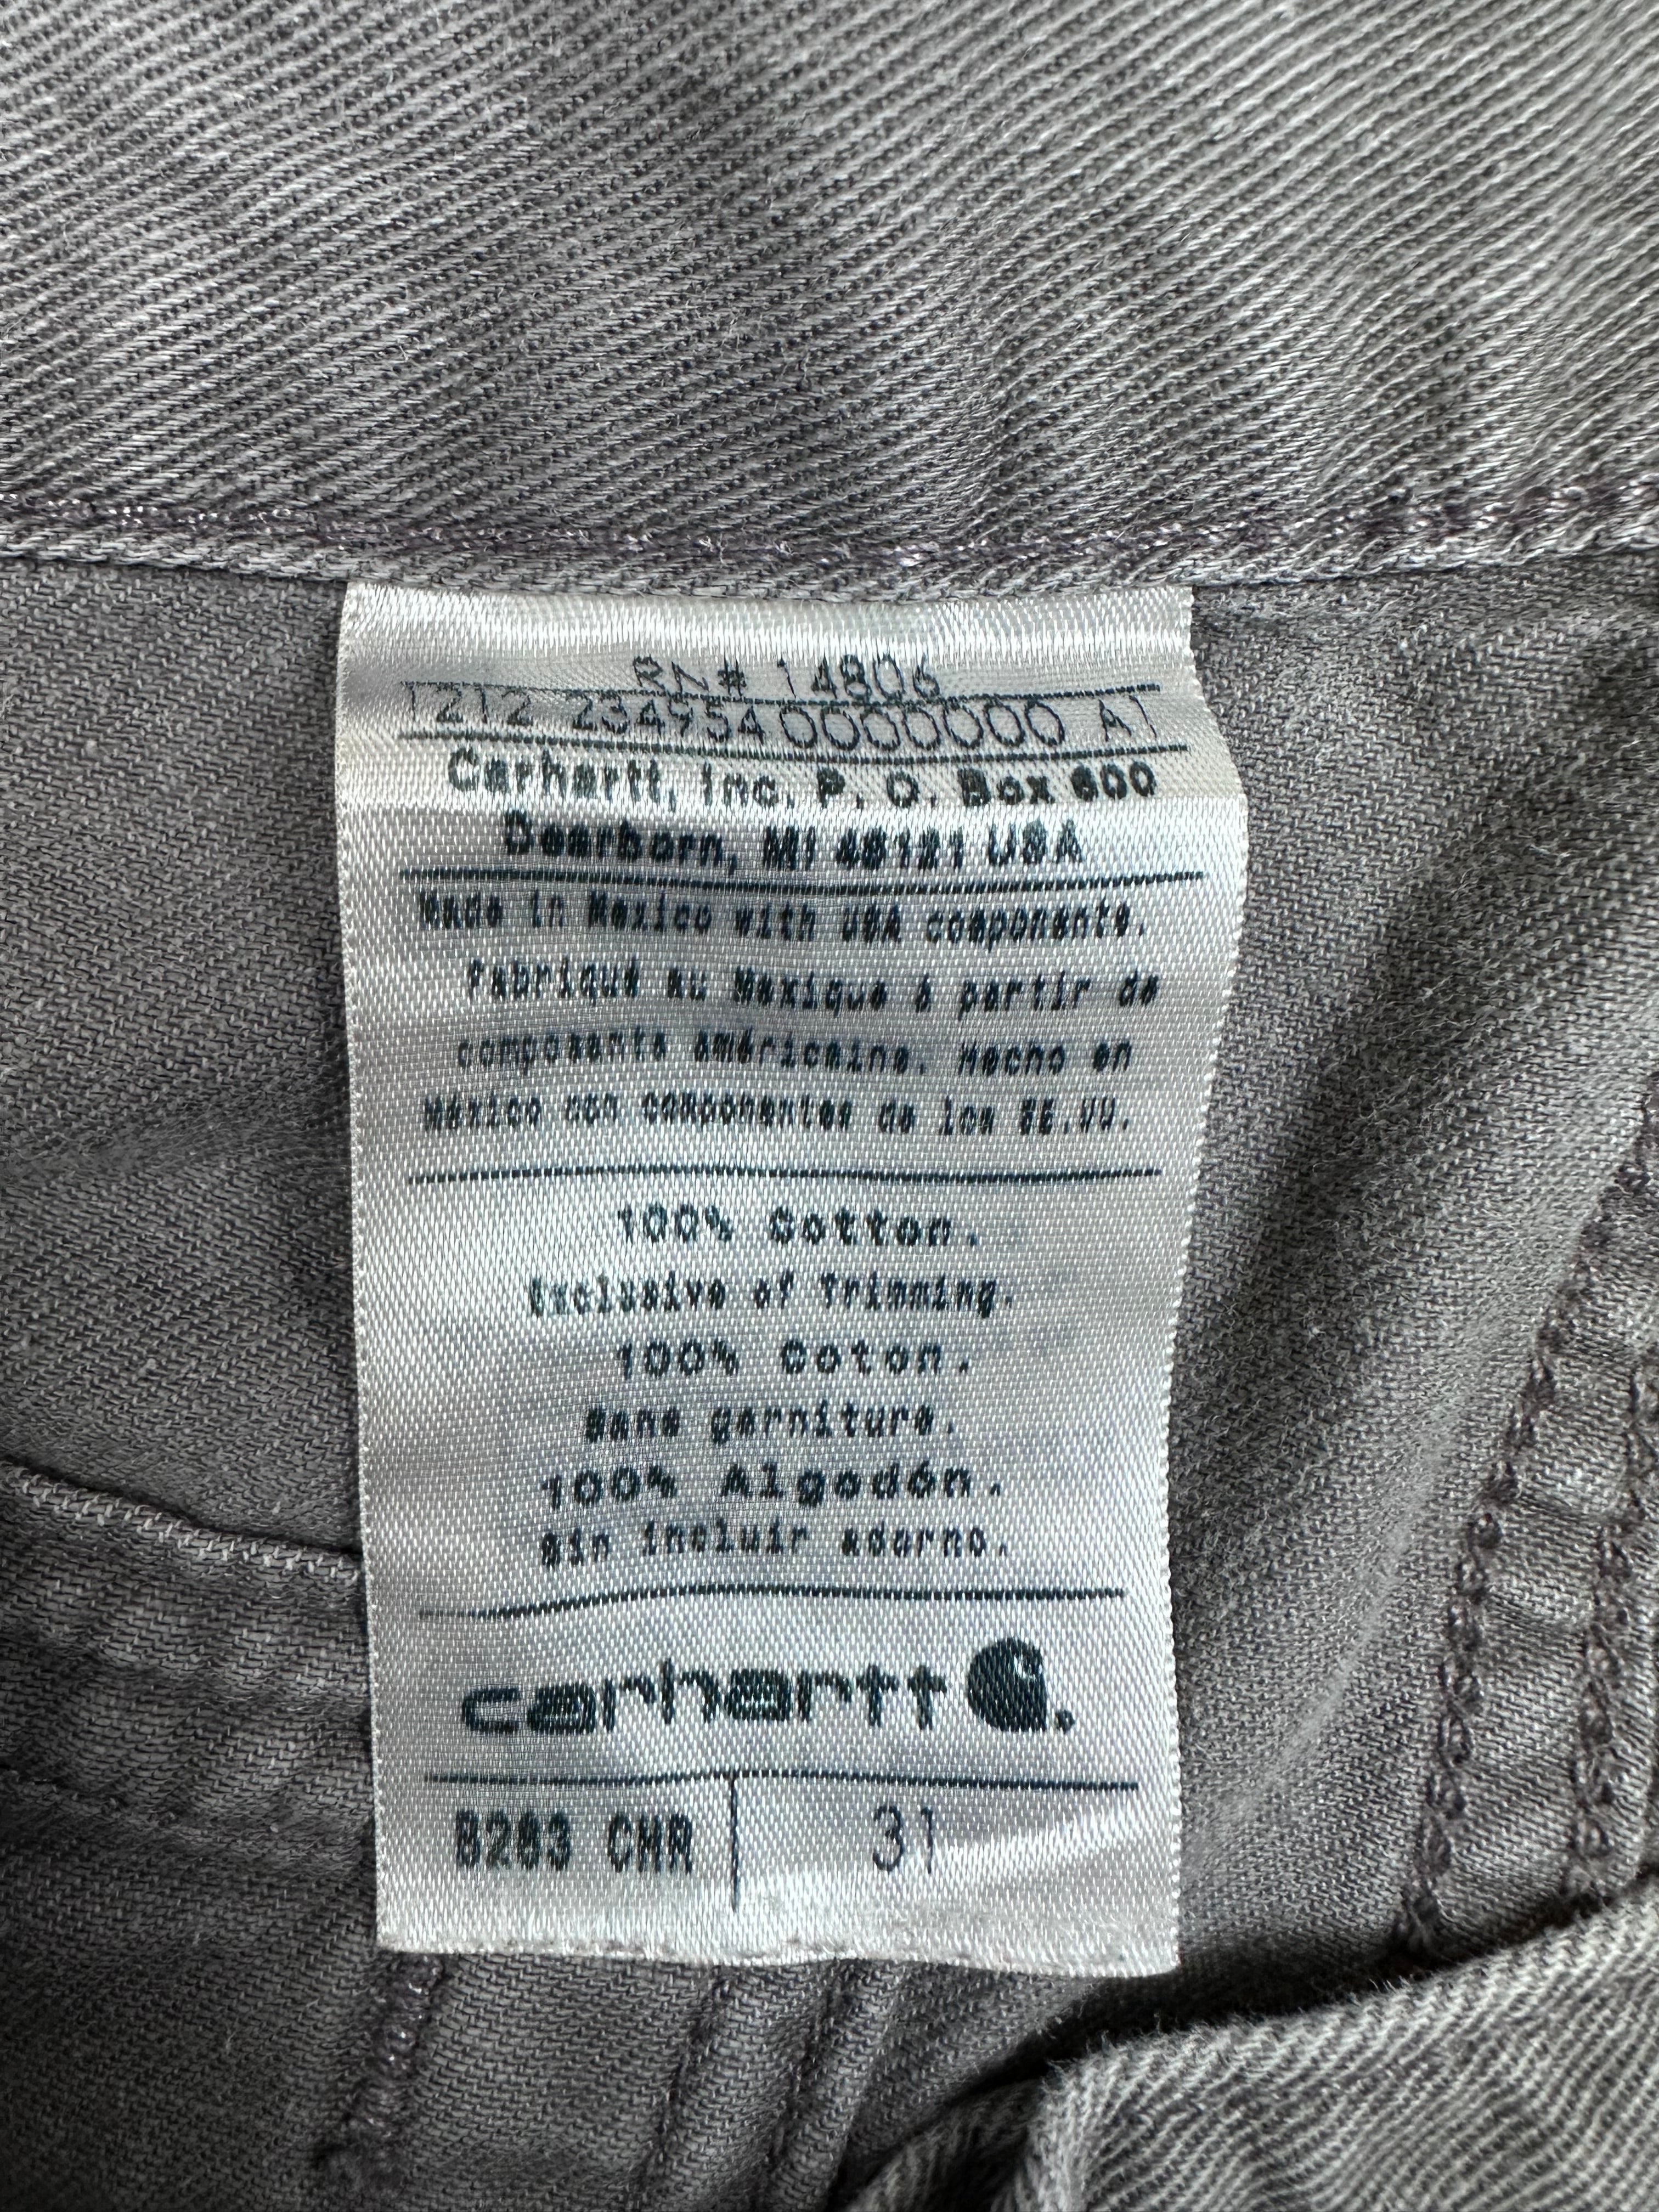 RN# 14806
1212 234954 0000000 A1
Carhartt, Inc. P. O. Box 600
Dearborn, MI 48121 USA
Made in Mexico with USA components.
Fabriqué au Mexique à partir de
composants américains. Hecho en
México con componentes de los EE.UU.
100% Cotton.
Exclusive of Trimming.
100% Coton.
Sans garniture.
100% Algodón.
Sin incluir adorno.
carhartt
B263 CHR 31